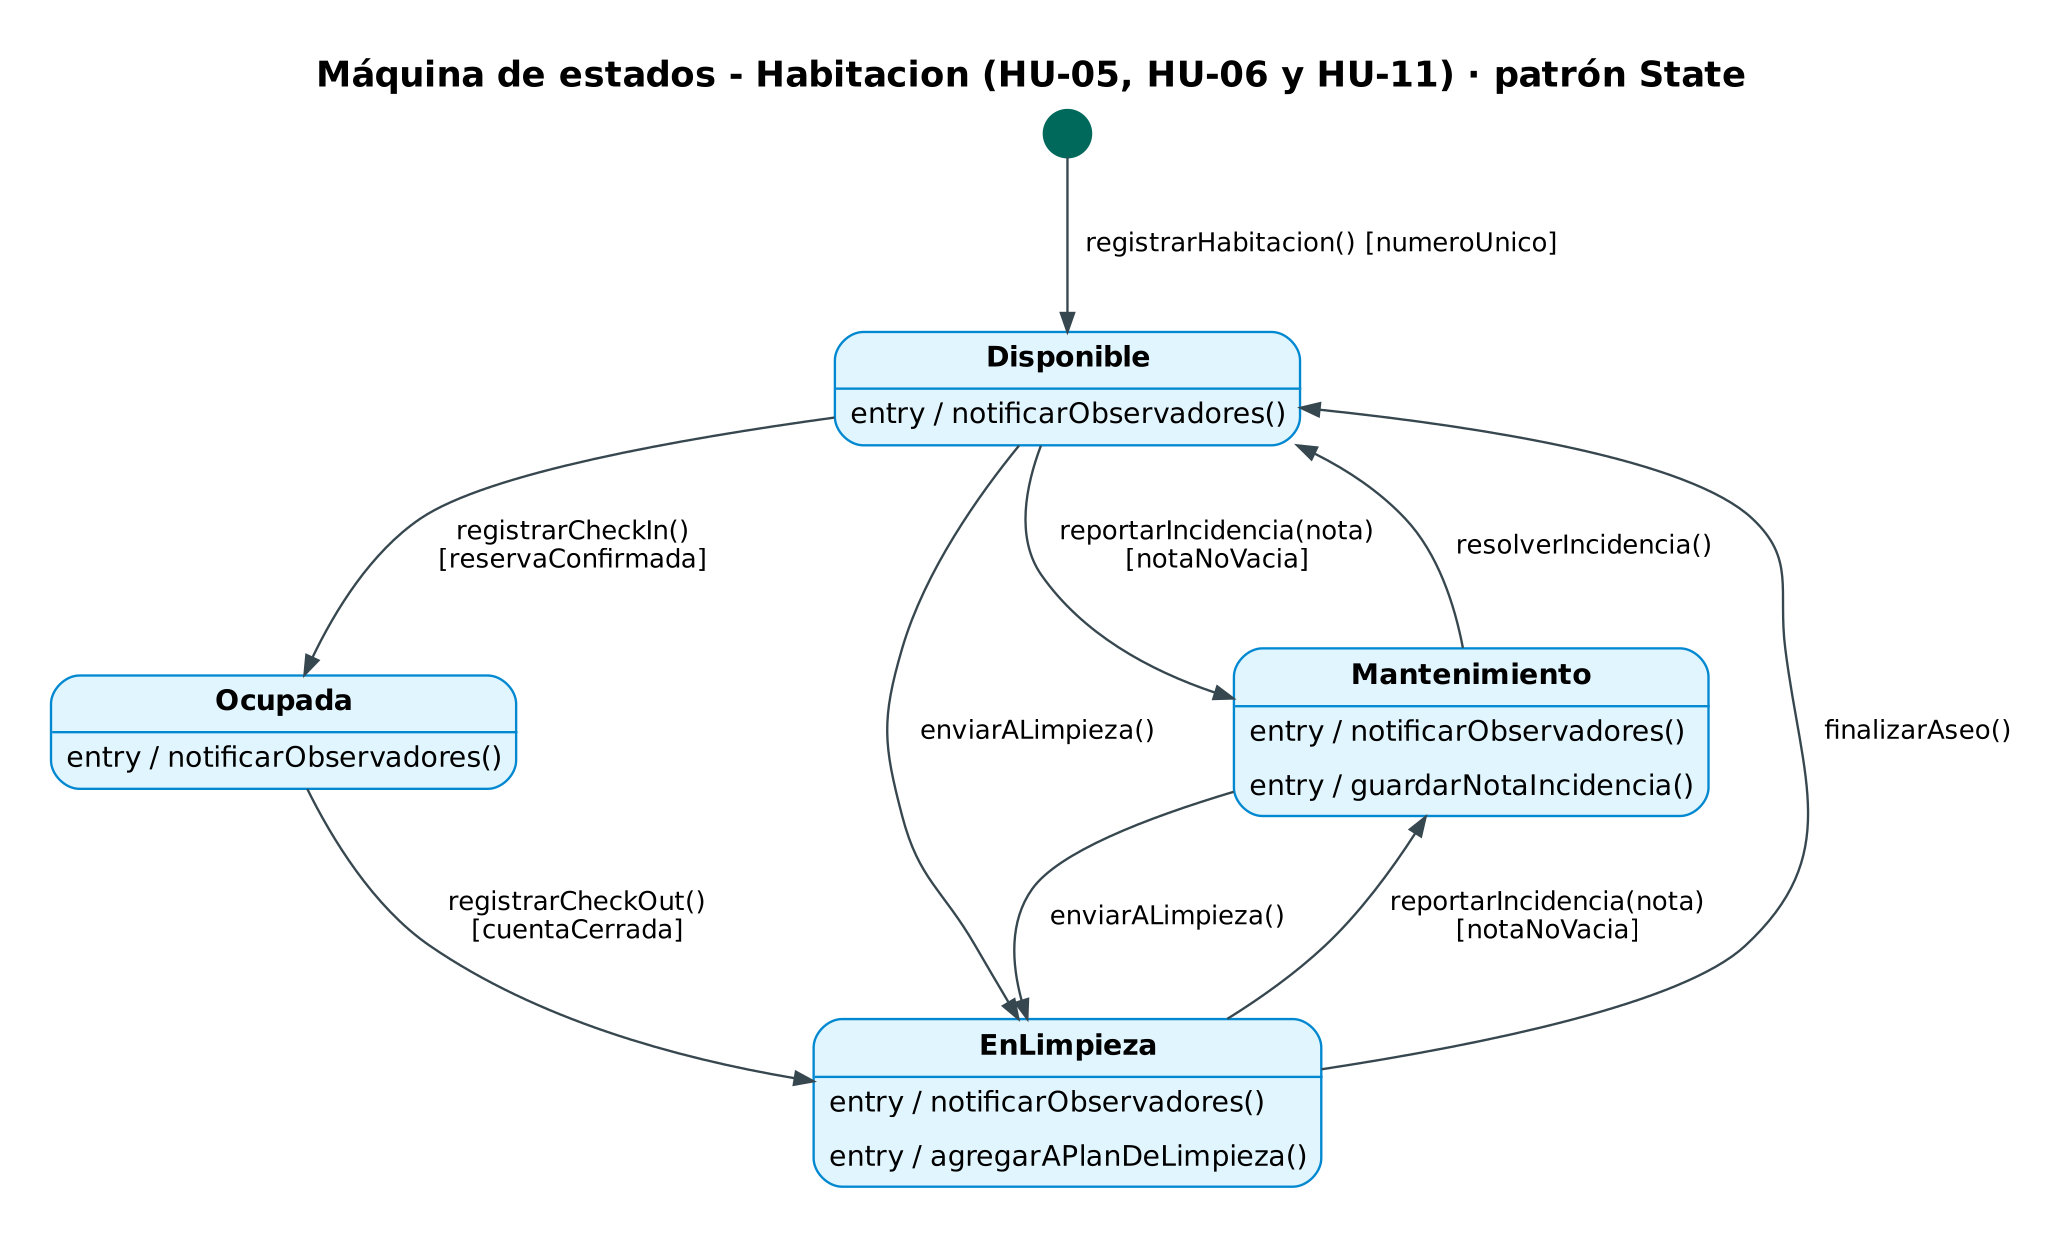 Máquina de estados - Habitacion (HU-05, HU-06 y HU-11) · patrón State
registrarHabitacion() [numeroUnico]
Disponible
entry / notificarObservadores()
registrarCheckIn()
[reservaConfirmada]
reportarIncidencia(nota)
[notaNoVacia]
resolverIncidencia()
Ocupada
entry / notificarObservadores()
enviarALimpieza()
Mantenimiento
entry / notificarObservadores()
entry / guardarNotaIncidencia()
finalizarAseo()
registrarCheckOut()
[cuentaCerrada]
enviarALimpieza()
reportarIncidencia(nota)
[notaNoVacia]
EnLimpieza
entry / notificarObservadores()
entry / agregarAPlanDeLimpieza()